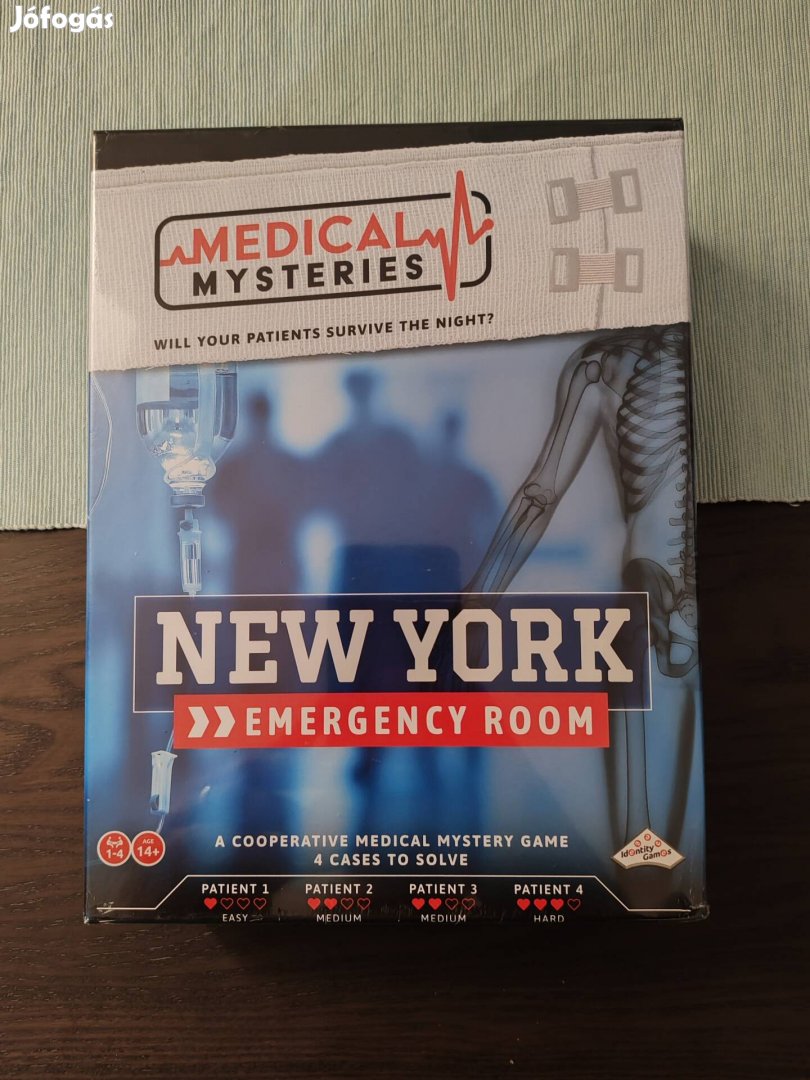 Jófogás
MEDICAL
MYSTERIES
WILL YOUR PATIENTS SURVIVE THE NIGHT?
NEW YORK
EMERGENCY ROOM
1-4
AGE
14+
A COOPERATIVE MEDICAL MYSTERY GAME
4 CASES TO SOLVE
Identity
Games
PATIENT 1 PATIENT 2 PATIENT 3 PATIENT 4
EASY MEDIUM MEDIUM HARD